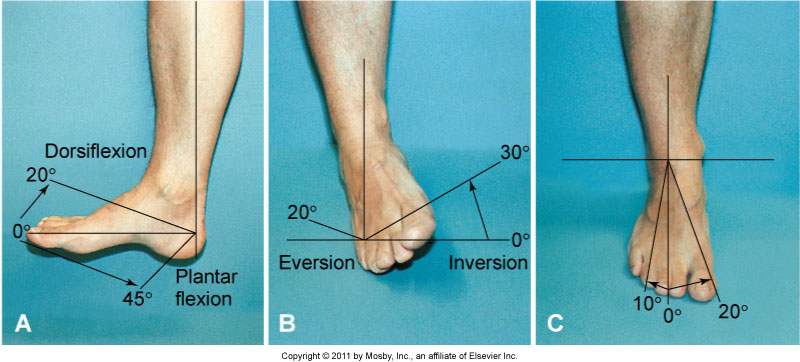 Dorsiflexion
20°
0°
45°
Plantar
flexion
A
30°
20°
0°
Eversion
Inversion
B
10°
0°
20°
C
Copyright © 2011 by Mosby, Inc., an affiliate of Elsevier Inc.